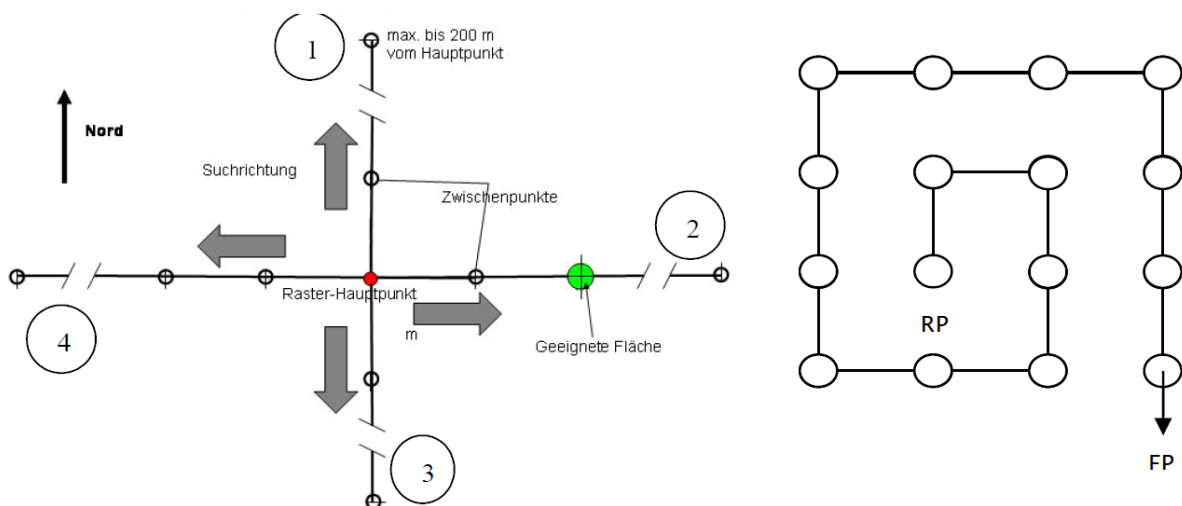 1
max. bis 200 m
vom Hauptpunkt
Nord
Suchrichtung
Zwischenpunkte
2
Raster-Hauptpunkt
m
Geeignete Fläche
4
3
RP
FP